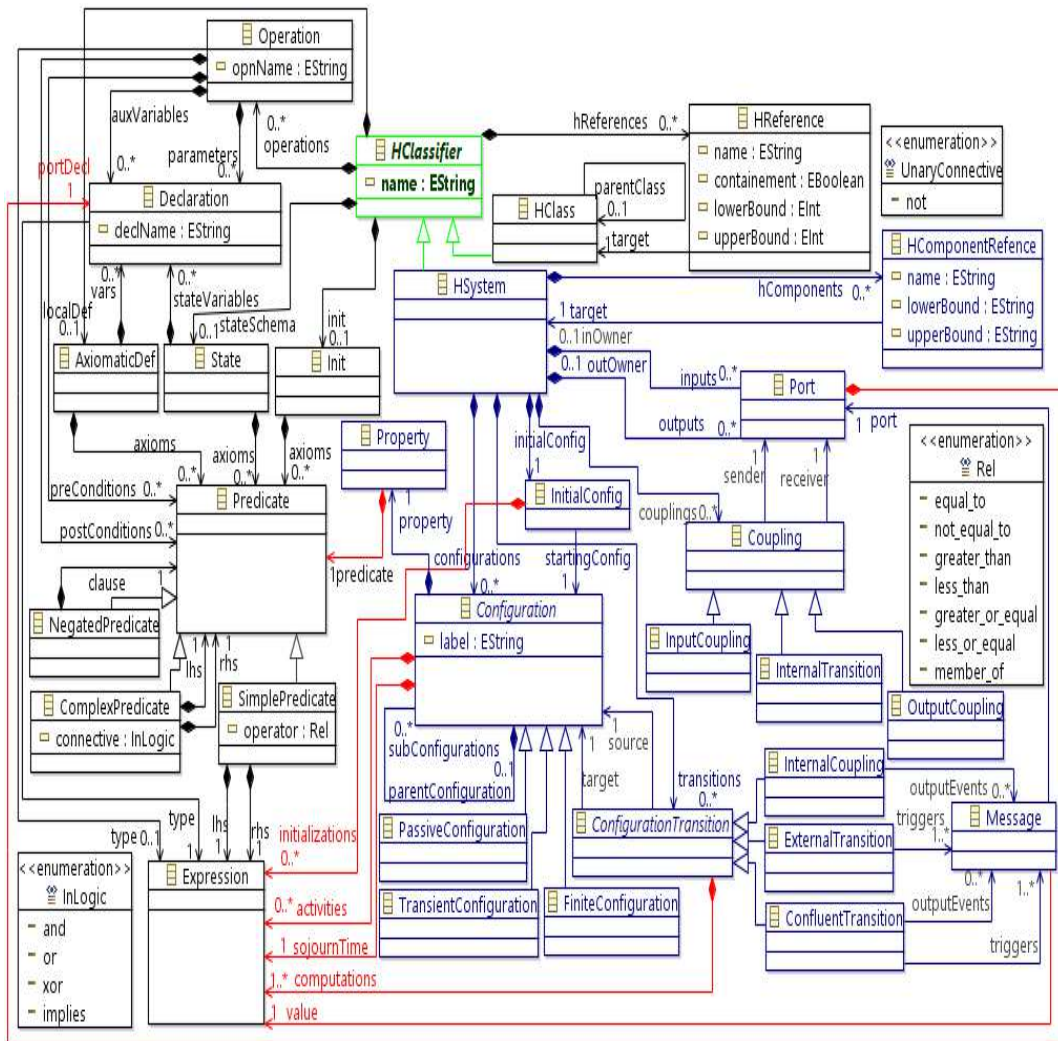 Operation
opnName : EString
auxVariables
0..*
parameters
0..*
0..*
operations
portDecl
1
Declaration
declName : EString
HClassifier
name : EString
hReferences 0..*
HReference
name : EString
containement : EBoolean
lowerBound : EInt
upperBound : EInt
parentClass
0..1
HClass
1 target
<<enumeration>>
UnaryConnective
not
HComponentRefence
name : EString
lowerBound : EString
upperBound : EString
HSystem
hComponents 0..*
1 target
0..1 inOwner
0..1 outOwner
inputs 0..*
outputs 0..*
Port
1 port
0..*
vars
localDef
0..1
0..*
stateVariables
0..1 stateSchema
init
0..1
AxiomaticDef
State
Init
axioms
0..*
axioms
0..*
axioms
0..*
preConditions 0..*
postConditions 0..*
Predicate
Property
1
property
1predicate
initialConfig
1
InitialConfig
configurations
0..*
startingConfig
1
couplings 0..*
1
sender
1
receiver
Coupling
InputCoupling
InternalTransition
OutputCoupling
<<enumeration>>
Rel
equal_to
not_equal_to
greater_than
less_than
greater_or_equal
less_or_equal
member_of
clause
1
NegatedPredicate
1
lhs
1
rhs
ComplexPredicate
connective : InLogic
SimplePredicate
operator : Rel
Configuration
label : EString
0..*
subConfigurations
0..1
parentConfiguration
1
source
1
target
transitions
0..*
ConfigurationTransition
PassiveConfiguration
TransientConfiguration
FiniteConfiguration
InternalCoupling
ExternalTransition
ConfluentTransition
outputEvents
0..*
triggers
1..*
Message
0..*
outputEvents
1..*
triggers
type 0..1
type
1
lhs
1
rhs
1
initializations
0..*
Expression
0..* activities
1 sojournTime
1..* computations
1 value
<<enumeration>>
InLogic
and
or
xor
implies